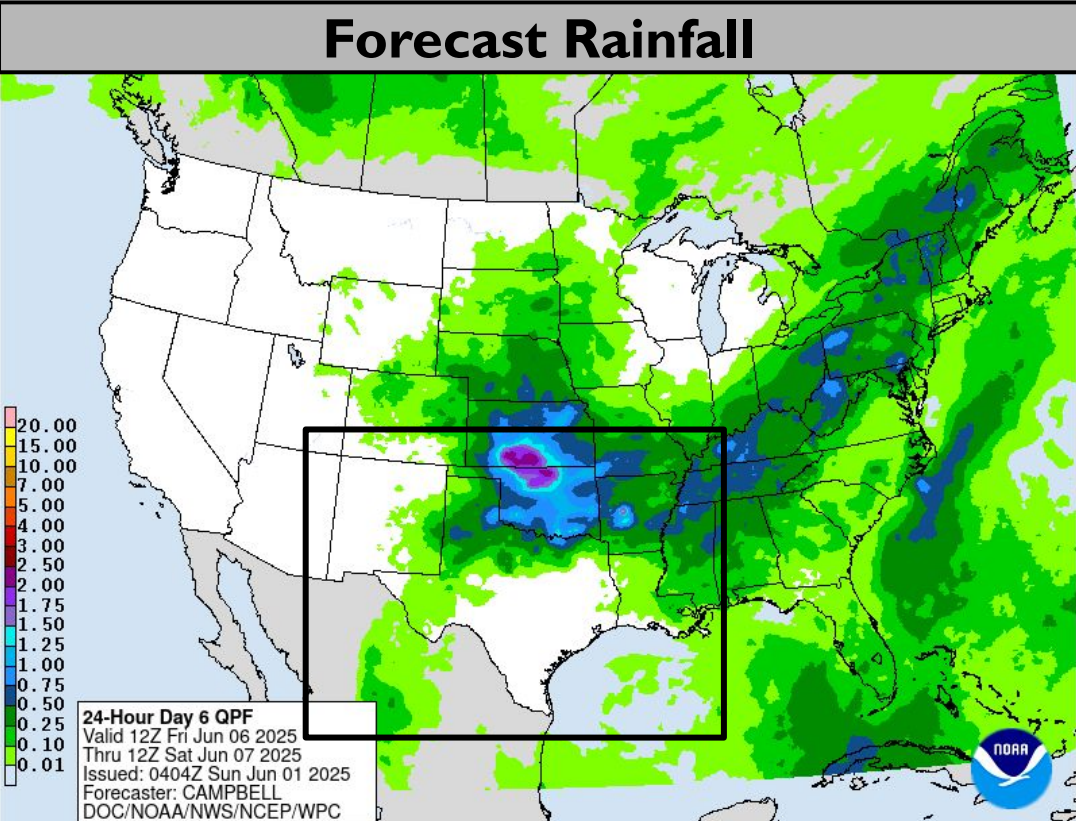 Forecast Rainfall
20.00
15.00
10.00
7.00
5.00
4.00
3.00
2.50
2.00
1.75
1.50
1.25
1.00
0.75
0.50
0.25
0.10
0.01
24-Hour Day 6 QPF
Valid 12Z Fri Jun 06 2025
Thru 12Z Sat Jun 07 2025
Issued: 0404Z Sun Jun 01 2025
Forecaster: CAMPBELL
DOC/NOAA/NWS/NCEP/WPC
NOAA